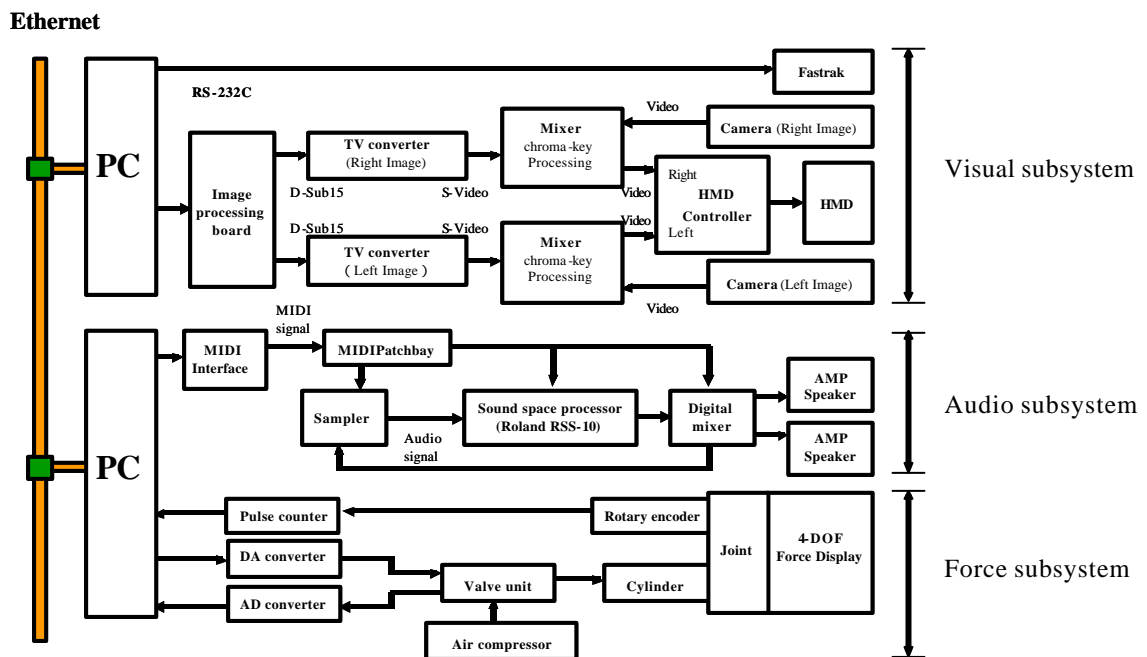 Ethernet
PC
RS-232C
Fastrak
Image
processing
board
D-Sub15
D-Sub15
TV converter
(Right Image)
TV converter
( Left Image )
S-Video
S-Video
Mixer
chroma-key
Processing
Mixer
chroma-key
Processing
Video
Camera (Right Image)
Video
Video
Right
HMD
Controller
Left
HMD
Camera (Left Image)
Video
Visual subsystem
PC
MIDI
Interface
MIDI
signal
MIDIPatchbay
Sampler
Audio
signal
Sound space processor
(Roland RSS-10)
Digital
mixer
AMP
Speaker
AMP
Speaker
Audio subsystem
Pulse counter
Rotary encoder
DA converter
AD converter
Valve unit
Cylinder
Air compressor
Joint
4-DOF
Force Display
Force subsystem